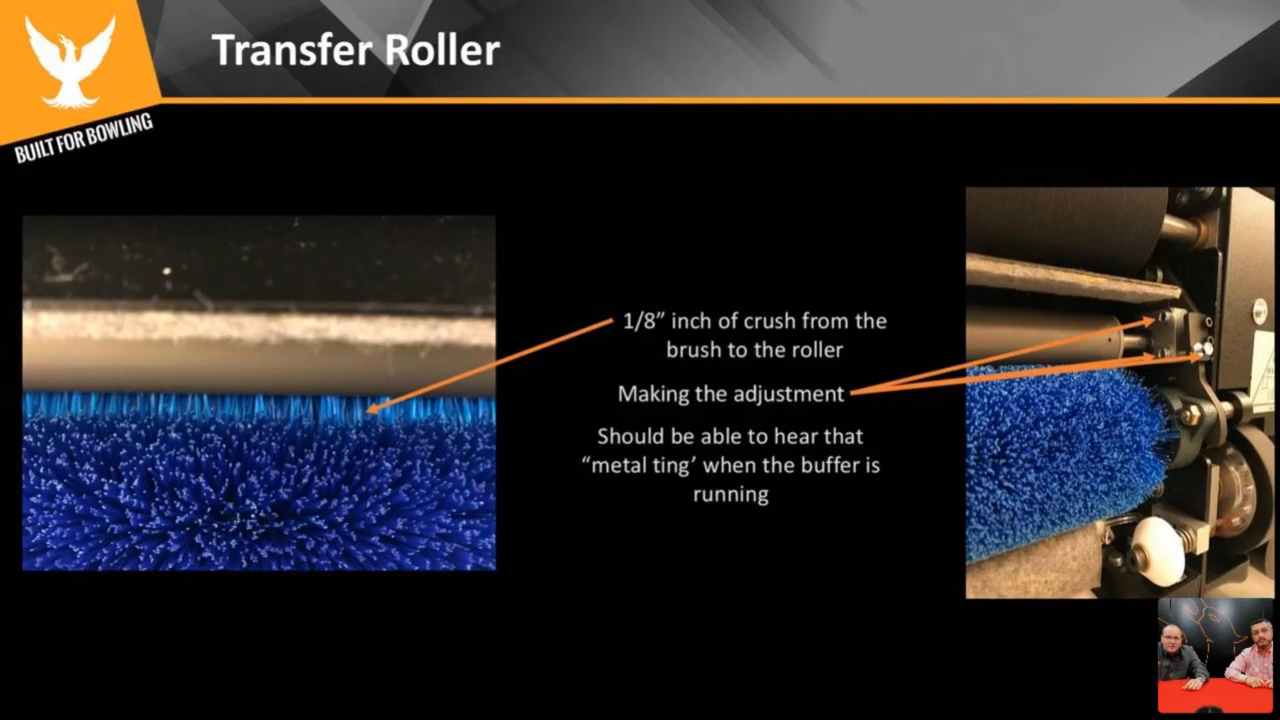 Transfer Roller
BUILT FOR BOWLING
1/8” inch of crush from the
brush to the roller
Making the adjustment
Should be able to hear that
“metal ting’ when the buffer is
running